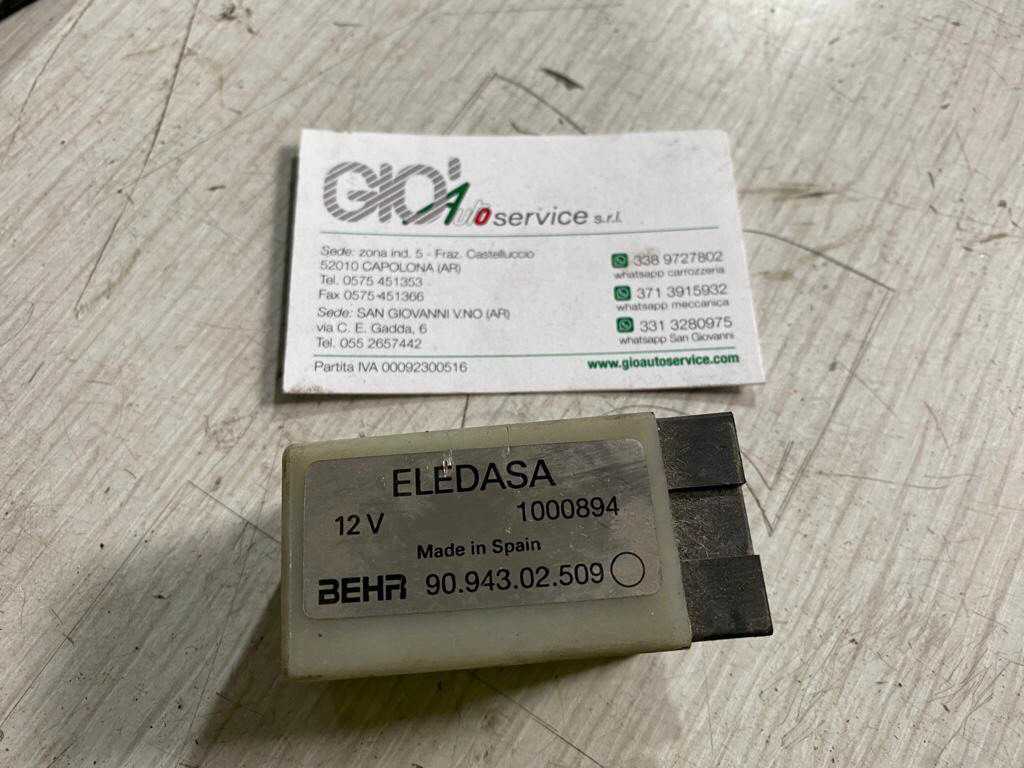 GIO' Auto service s.r.l.
Sede: zona ind. 5 - Fraz. Castelluccio
52010 CAPOLONA (AR)
Tel. 0575 451353
Fax 0575 451366
Sede: SAN GIOVANNI V.NO (AR)
via C. E. Gadda, 6
Tel. 055 2657442
338 9727802
whatsapp carrozzeria
371 3915932
whatsapp meccanica
331 3280975
whatsapp San Giovanni
Partita IVA 00092300516
www.gioautoservice.com
ELEDASA
12 V 1000894
Made in Spain
BEHR 90.943.02.509